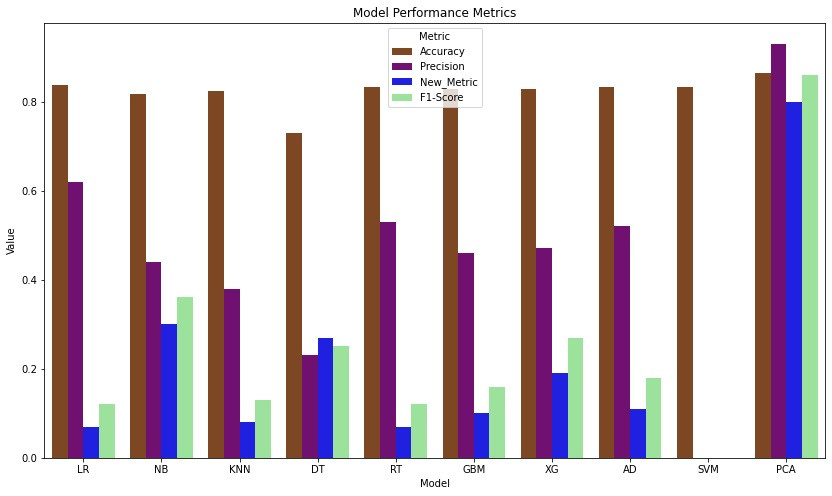 Model Performance Metrics
Metric
Accuracy
Precision
New_Metric
F1-Score
0.8
0.6
0.4
0.2
0.0
Value
LR NB KNN DT RT GBM XG AD SVM PCA
Model